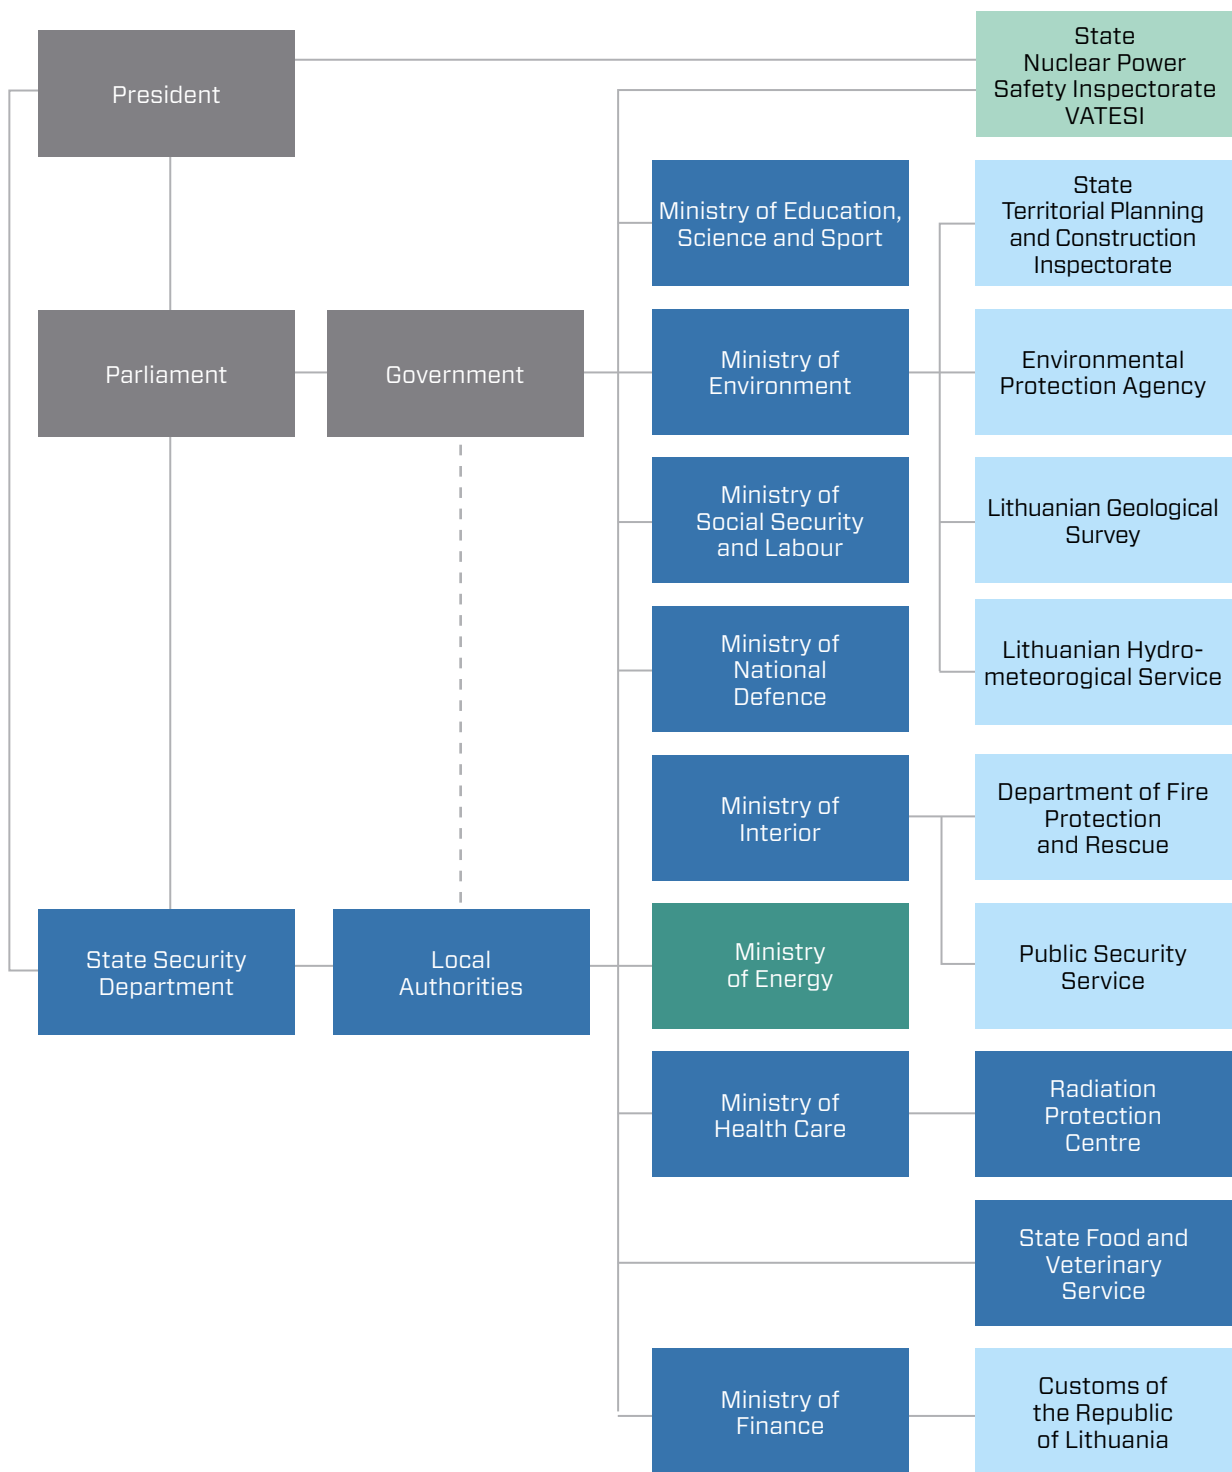 President
State
Nuclear Power
Safety Inspectorate
VATESI
Ministry of Education,
Science and Sport
State
Territorial Planning
and Construction
Inspectorate
Parliament
Government
Ministry of
Environment
Environmental
Protection Agency
Ministry of
Social Security
and Labour
Lithuanian Geological
Survey
Ministry of
National
Defence
Lithuanian Hydro-
meteorogical Service
Ministry of
Interior
Department of Fire
Protection
and Rescue
State Security
Department
Local
Authorities
Ministry
of Energy
Public Security
Service
Ministry of
Health Care
Radiation
Protection
Centre
State Food and
Veterinary
Service
Ministry of
Finance
Customs of
the Republic
of Lithuania